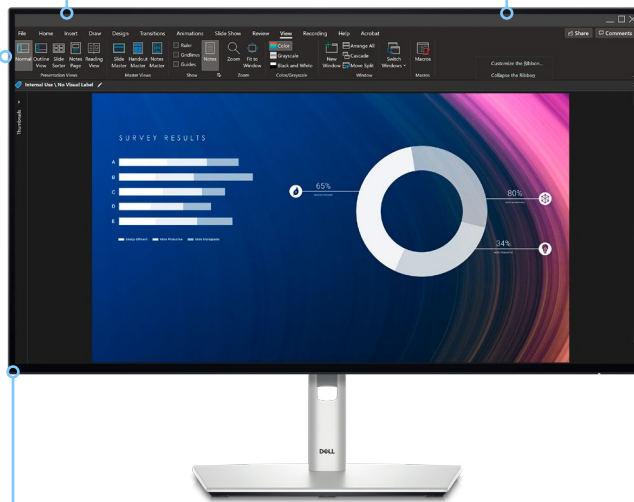 File Home Insert Draw Design Transitions Animations Slide Show Review View Recording Help Acrobat Share Comments
Normal Outline View Slide Sorter Notes Page Reading View
Slide Master Handout Master Notes Master
Ruler
Gridlines
Guides
Notes
Zoom Fit to Window
Color
Grayscale
Black and White
New Window
Arrange All
Cascade
Move Split
Switch Windows
Macros
Customize the Ribbon...
Collapse the Ribbon
Presentation Views Master Views Show Zoom Color/Grayscale Window Macros
Internal Use \ No Visual Label
Thumbnails
SURVEY RESULTS
A
B
C
D
E
65%
80%
34%
DELL